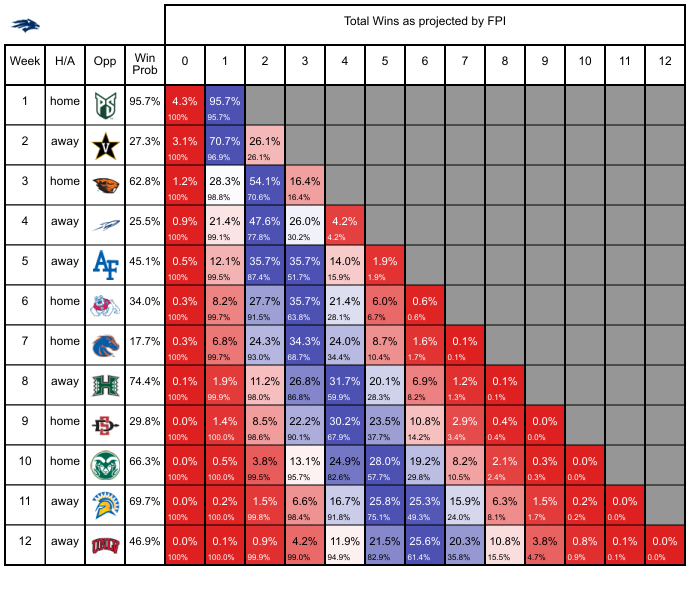 Total Wins as projected by FPI
Week H/A Opp Win Prob 0 1 2 3 4 5 6 7 8 9 10 11 12
1 home PS 95.7% 4.3% 95.7%
100% 95.7%
2 away V 27.3% 3.1% 70.7% 26.1%
100% 96.9% 26.1%
3 home 62.8% 1.2% 28.3% 54.1% 16.4%
100% 98.8% 70.6% 16.4%
4 away 25.5% 0.9% 21.4% 47.6% 26.0% 4.2%
100% 99.1% 77.8% 30.2% 4.2%
5 away AF 45.1% 0.5% 12.1% 35.7% 35.7% 14.0% 1.9%
100% 99.5% 87.4% 51.7% 15.9% 1.9%
6 home 34.0% 0.3% 8.2% 27.7% 35.7% 21.4% 6.0% 0.6%
100% 99.7% 91.5% 63.8% 28.1% 6.7% 0.6%
7 home 17.7% 0.3% 6.8% 24.3% 34.3% 24.0% 8.7% 1.6% 0.1%
100% 99.7% 93.0% 68.7% 34.4% 10.4% 1.7% 0.1%
8 away H 74.4% 0.1% 1.9% 11.2% 26.8% 31.7% 20.1% 6.9% 1.2% 0.1%
100% 99.9% 98.0% 86.8% 59.9% 28.3% 8.2% 1.3% 0.1%
9 home SD 29.8% 0.0% 1.4% 8.5% 22.2% 30.2% 23.5% 10.8% 2.9% 0.4% 0.0%
100% 100.0% 98.6% 90.1% 67.9% 37.7% 14.2% 3.4% 0.4% 0.0%
10 home 66.3% 0.0% 0.5% 3.8% 13.1% 24.9% 28.0% 19.2% 8.2% 2.1% 0.3% 0.0%
100% 100.0% 99.5% 95.7% 82.6% 57.7% 29.8% 10.5% 2.4% 0.3% 0.0%
11 away 69.7% 0.0% 0.2% 1.5% 6.6% 16.7% 25.8% 25.3% 15.9% 6.3% 1.5% 0.2% 0.0%
100% 100.0% 99.8% 98.4% 91.8% 75.1% 49.3% 24.0% 8.1% 1.7% 0.2% 0.0%
12 away UNLV 46.9% 0.0% 0.1% 0.9% 4.2% 11.9% 21.5% 25.6% 20.3% 10.8% 3.8% 0.8% 0.1% 0.0%
100% 100.0% 99.9% 99.0% 94.9% 82.9% 61.4% 35.8% 15.5% 4.7% 0.9% 0.1% 0.0%